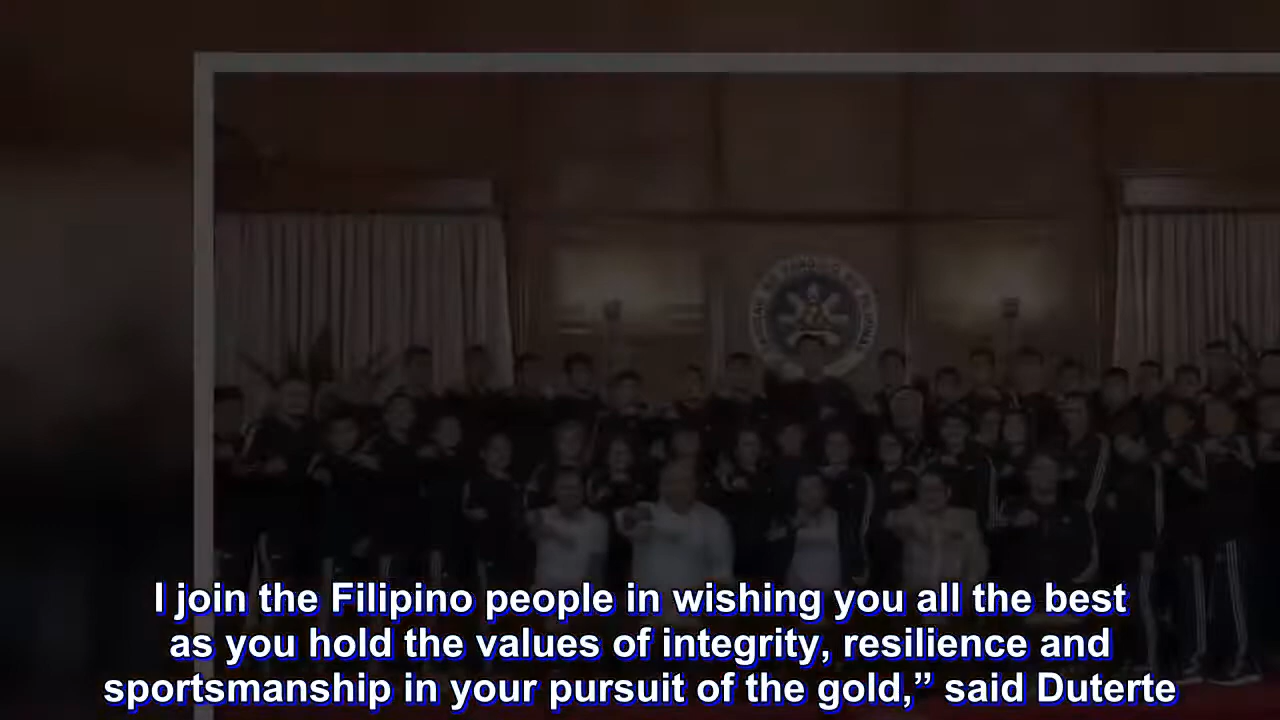 I join the Filipino people in wishing you all the best
as you hold the values of integrity, resilience and
sportsmanship in your pursuit of the gold,” said Duterte